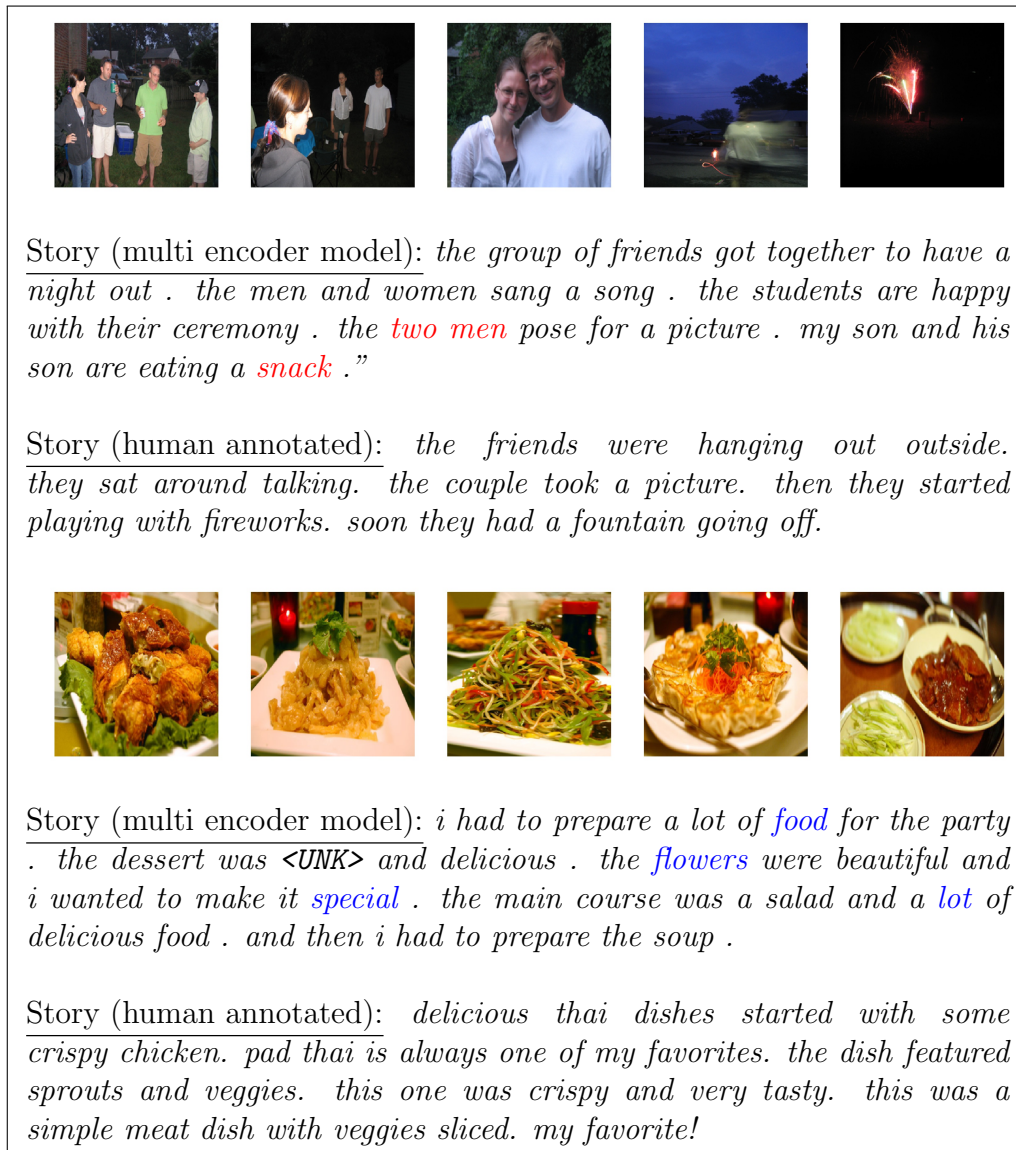 Story (multi encoder model): the group of friends got together to have a
night out . the men and women sang a song . the students are happy
with their ceremony . the two men pose for a picture . my son and his
son are eating a snack .”
Story (human annotated): the friends were hanging out outside.
they sat around talking. the couple took a picture. then they started
playing with fireworks. soon they had a fountain going off.
Story (multi encoder model): i had to prepare a lot of food for the party
. the dessert was <UNK> and delicious . the flowers were beautiful and
i wanted to make it special . the main course was a salad and a lot of
delicious food . and then i had to prepare the soup .
Story (human annotated): delicious thai dishes started with some
crispy chicken. pad thai is always one of my favorites. the dish featured
sprouts and veggies. this one was crispy and very tasty. this was a
simple meat dish with veggies sliced. my favorite!